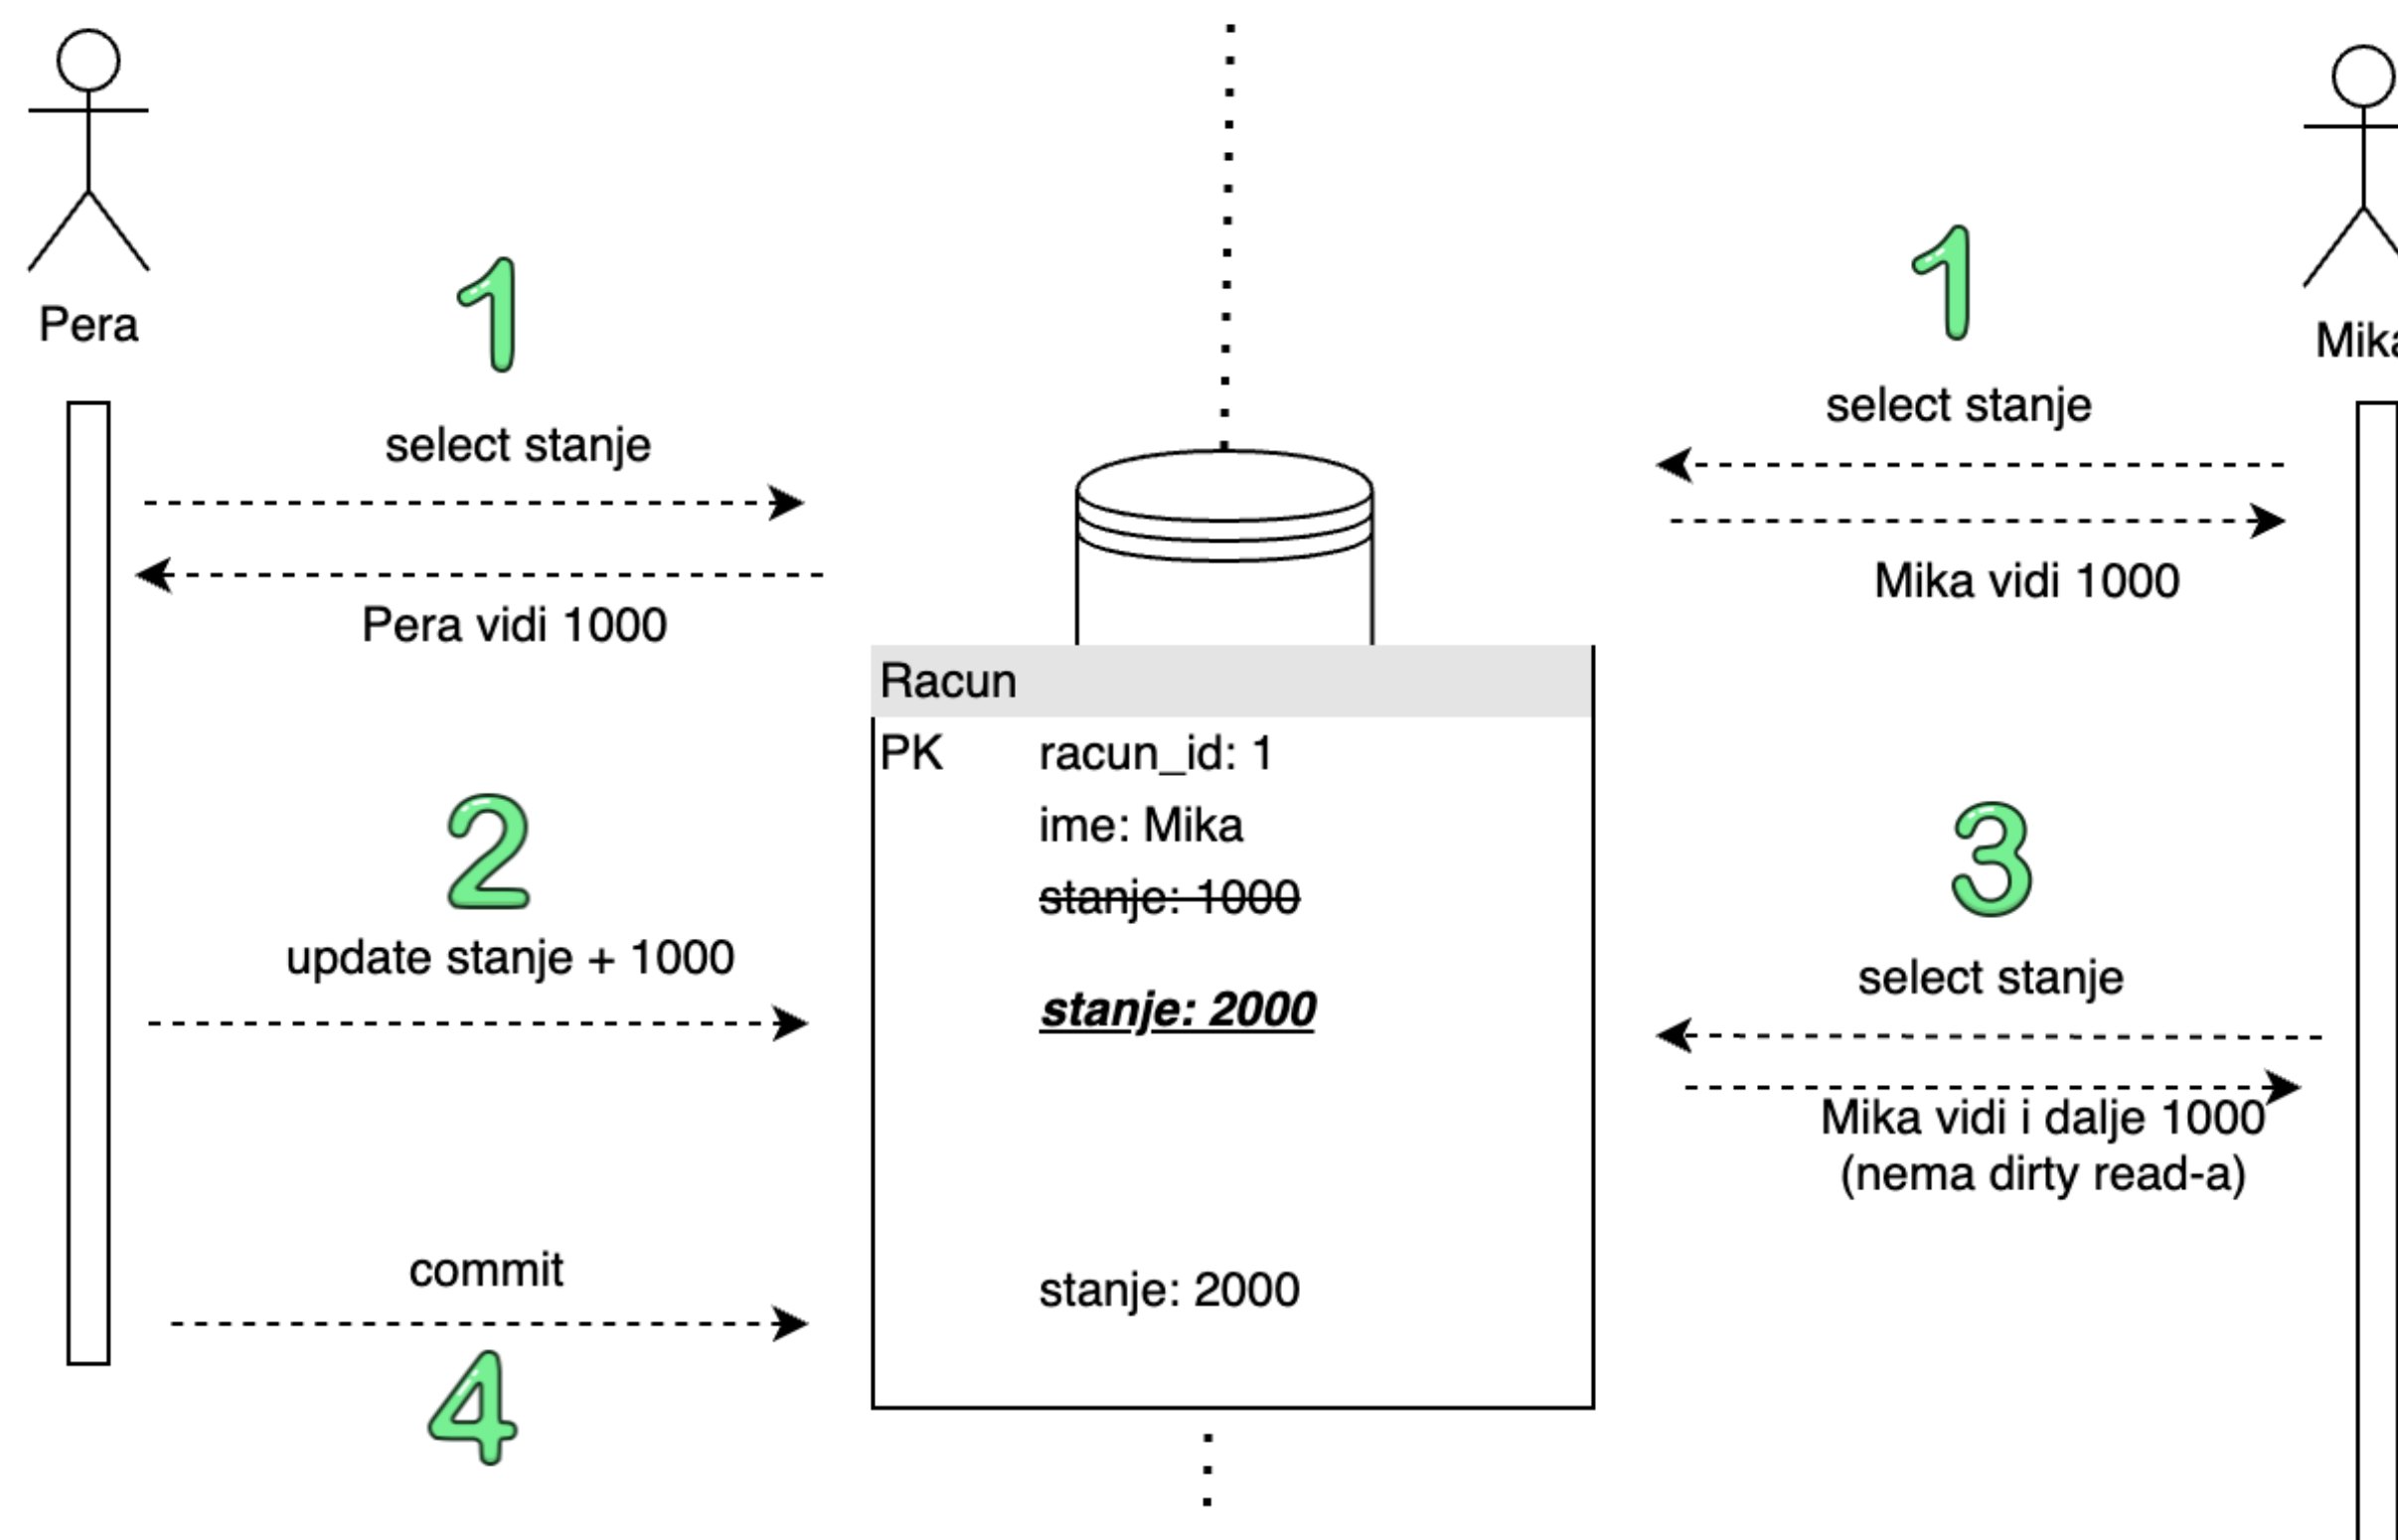 Pera
1
select stanje
Pera vidi 1000
2
update stanje + 1000
commit
4
Racun
PK racun_id: 1
ime: Mika
stanje: 1000
stanje: 2000
stanje: 2000
Mika
1
select stanje
Mika vidi 1000
3
select stanje
Mika vidi i dalje 1000
(nema dirty read-a)